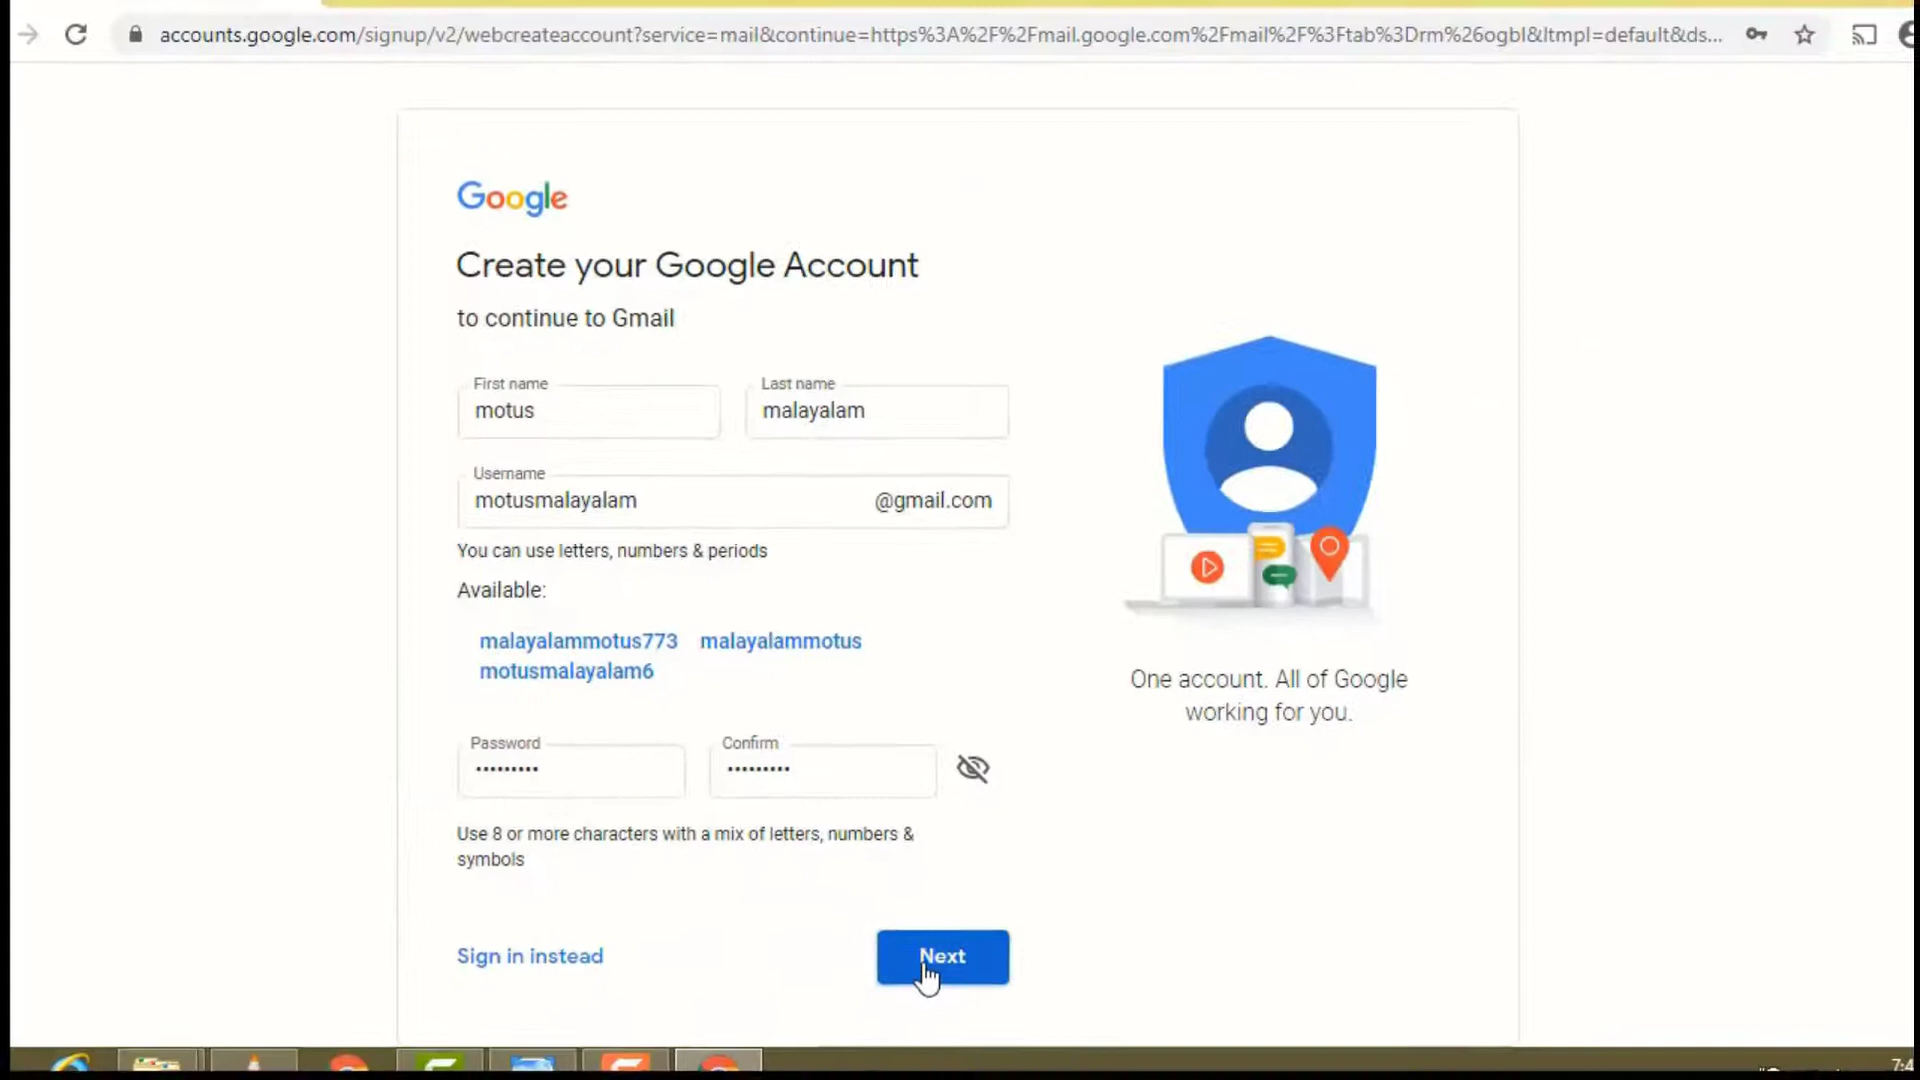 accounts.google.com/signup/v2/webcreateaccount?service=mail&continue=https%3A%2F%2Fmail.google.com%2Fmail%2F%3Ftab%3Drm%26ogbl&ltmpl=default&ds...
Google
Create your Google Account
to continue to Gmail
First name
Last name
motus
malayalam
Username
motusmalayalam
@gmail.com
You can use letters, numbers & periods
Available:
malayalammotus773 malayalammotus
motusmalayalam6
One account. All of Google
working for you.
Password
Confirm
•••••••••
•••••••••
Use 8 or more characters with a mix of letters, numbers &
symbols
Sign in instead
Next